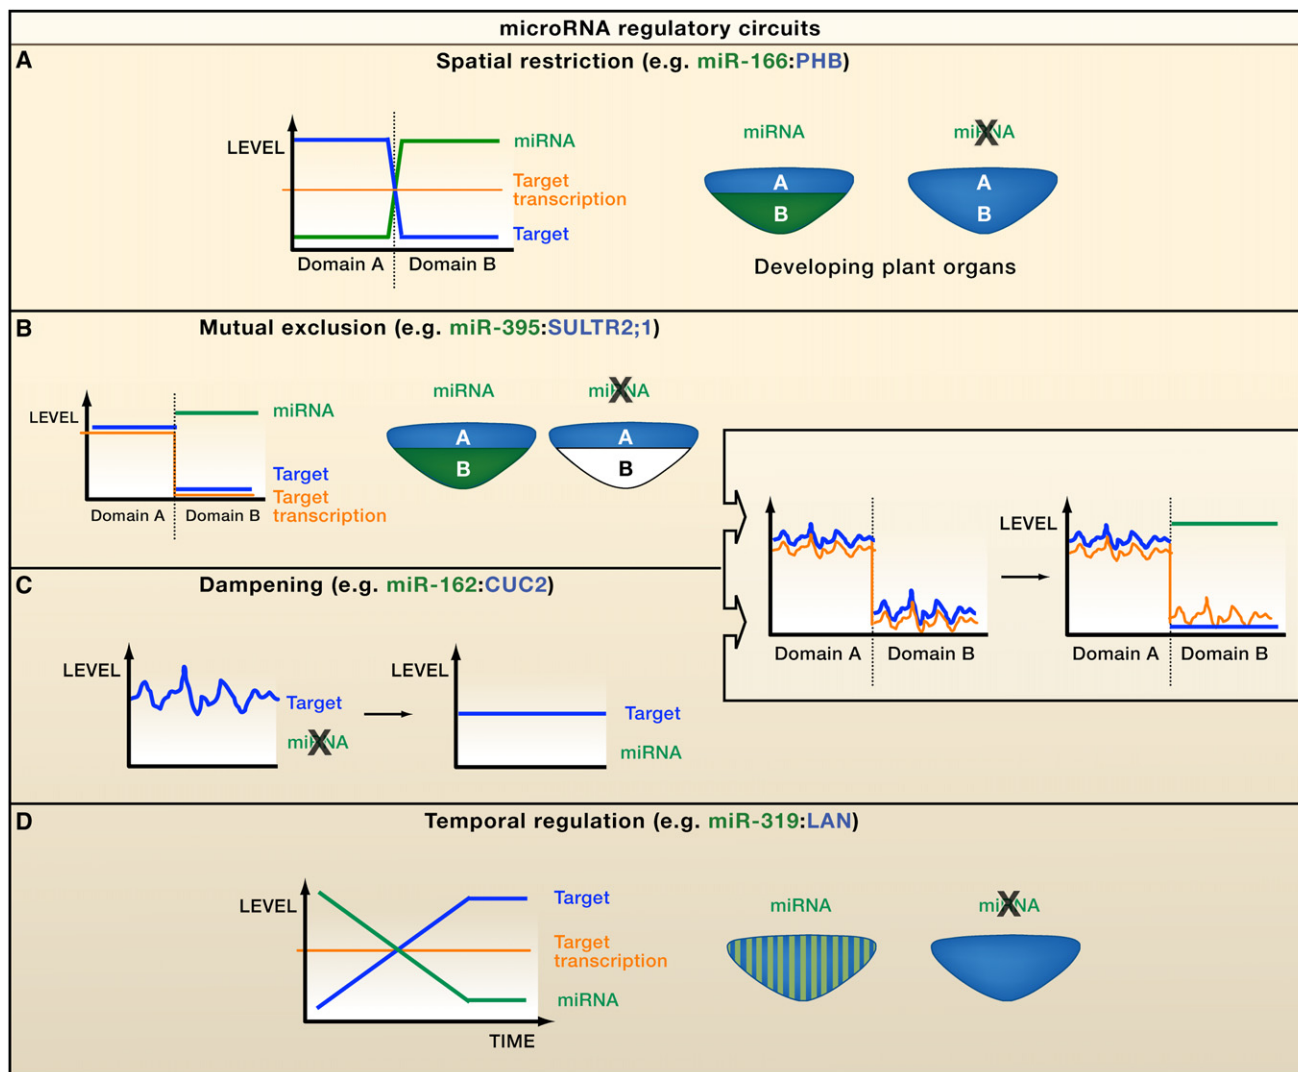 microRNA regulatory circuits
A
Spatial restriction (e.g. miR-166:PHB)
LEVEL
miRNA
Target
transcription
Target
Domain A
Domain B
miRNA
A
B
miRNA
X
A
B
Developing plant organs
B
Mutual exclusion (e.g. miR-395:SULTR2;1)
LEVEL
miRNA
Target
Target
transcription
Domain A
Domain B
miRNA
A
B
miRNA
X
A
B
Domain A
Domain B
LEVEL
Domain A
Domain B
C
Dampening (e.g. miR-162:CUC2)
LEVEL
Target
miRNA
X
LEVEL
Target
miRNA
D
Temporal regulation (e.g. miR-319:LAN)
LEVEL
Target
Target
transcription
miRNA
TIME
miRNA
miRNA
X